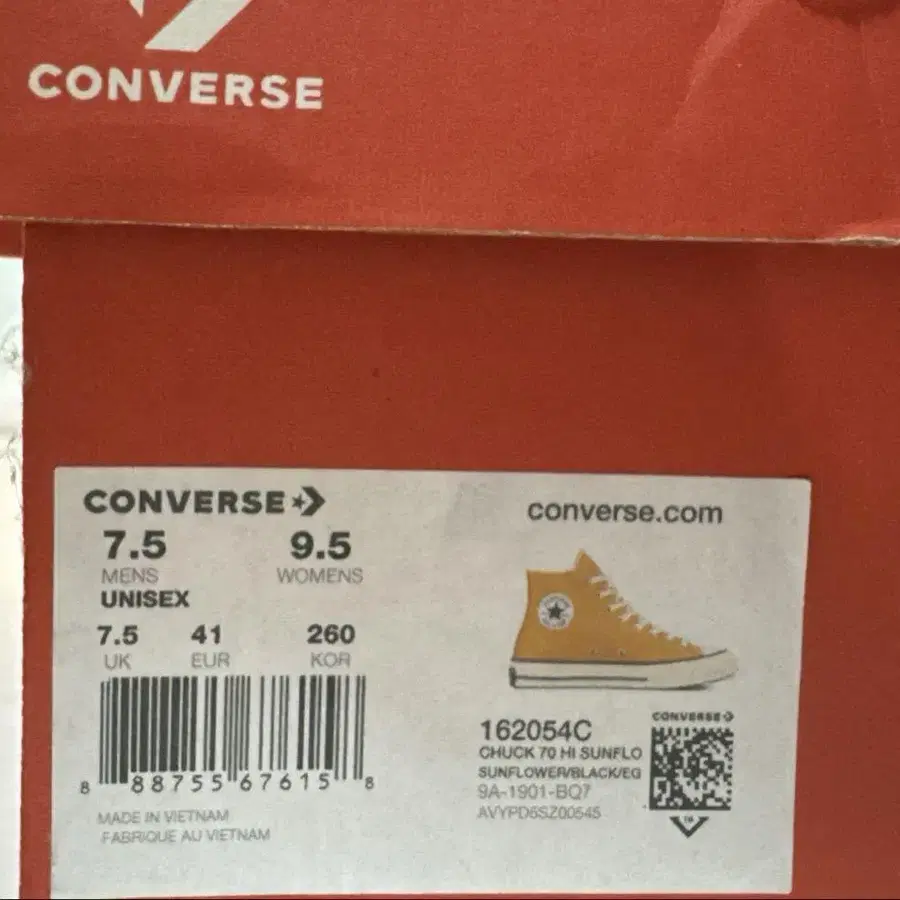 CONVERSE
CONVERSE
converse.com
7.5 9.5
MENS WOMENS
UNISEX
7.5 41 260
UK EUR KOR
8 88755 67615 8
MADE IN VIETNAM
FABRIQUE AU VIETNAM
162054C
CHUCK 70 HI SUNFLO
SUNFLOWER/BLACK/EG
9A-1901-BQ7
AVYPD6SZ00545
CONVERSE